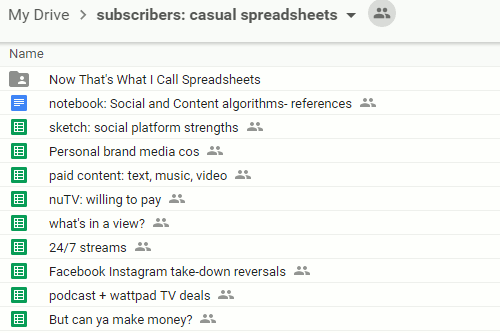 My Drive > subscribers: casual spreadsheets
Name
Now That's What I Call Spreadsheets
notebook: Social and Content algorithms- references
sketch: social platform strengths
Personal brand media cos
paid content: text, music, video
nuTV: willing to pay
what's in a view?
24/7 streams
Facebook Instagram take-down reversals
podcast + wattpad TV deals
But can ya make money?